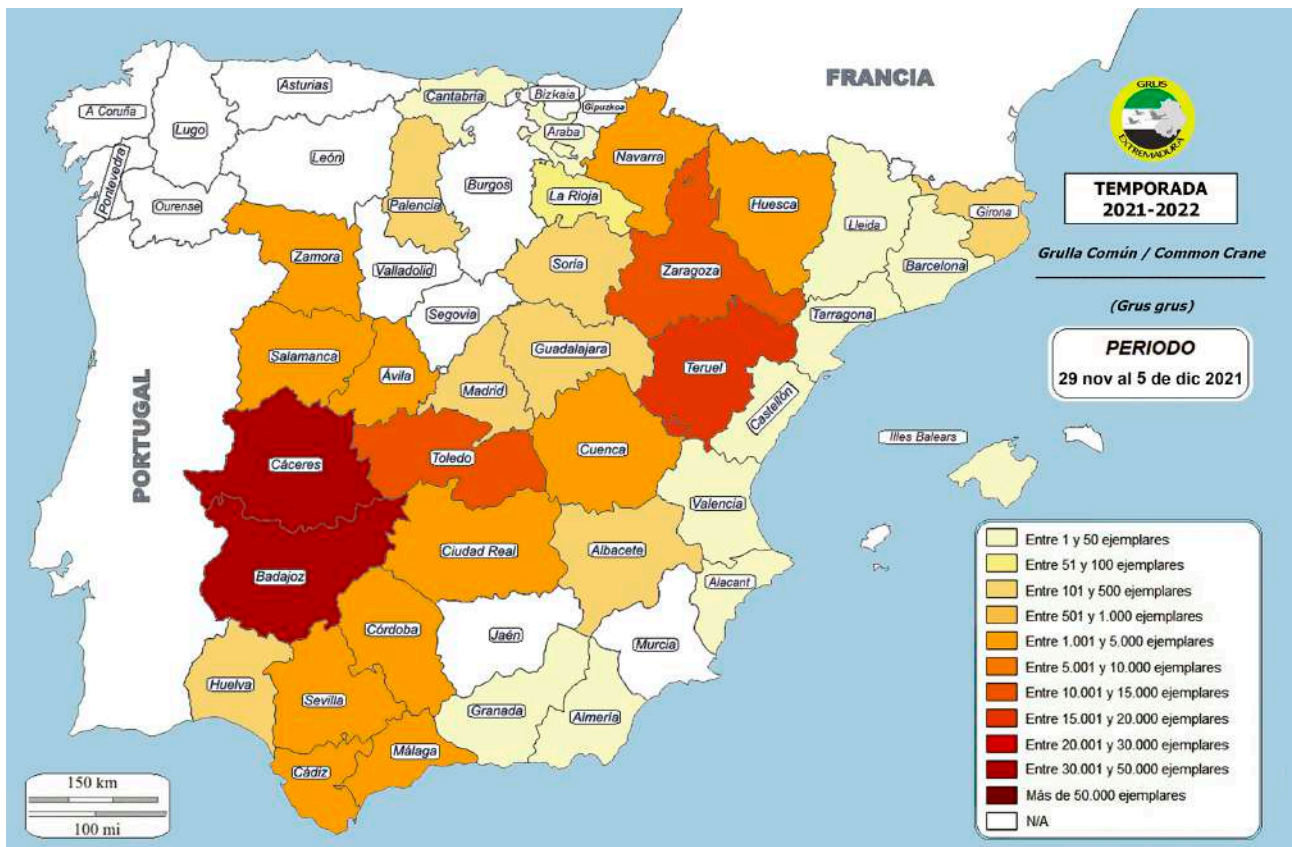 FRANCIA
GRUS
EXTREMADURA
TEMPORADA
2021-2022
Grulla Común / Common Crane
(Grus grus)
PERIODO
29 nov al 5 de dic 2021
A Coruña
Lugo
Asturias
Cantabria
Bizkaia
Gipuzkoa
Araba
Navarra
Pontevedra
Ourense
León
Palencia
Burgos
La Rioja
Huesca
Lleida
Girona
Barcelona
Zamora
Valladolid
Soria
Zaragoza
Tarragona
Segovia
Salamanca
Ávila
Madrid
Guadalajara
Teruel
Castellón
PORTUGAL
Cáceres
Toledo
Cuenca
Valencia
Illes Balears
Badajoz
Ciudad Real
Albacete
Alacant
Huelva
Sevilla
Córdoba
Jaén
Murcia
Cádiz
Málaga
Granada
Almería
150 km
100 mi
Entre 1 y 50 ejemplares
Entre 51 y 100 ejemplares
Entre 101 y 500 ejemplares
Entre 501 y 1.000 ejemplares
Entre 1.001 y 5.000 ejemplares
Entre 5.001 y 10.000 ejemplares
Entre 10.001 y 15.000 ejemplares
Entre 15.001 y 20.000 ejemplares
Entre 20.001 y 30.000 ejemplares
Entre 30.001 y 50.000 ejemplares
Más de 50.000 ejemplares
N/A